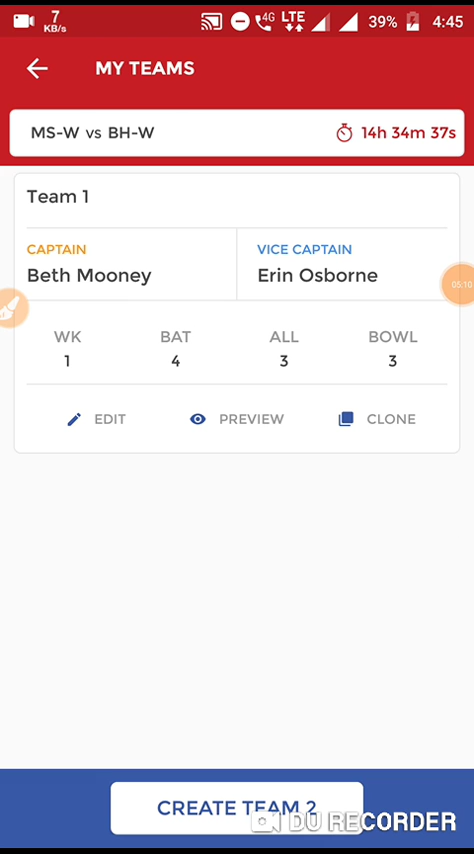 7
KB/s
4G
LTE
39%
4:45
MY TEAMS
MS-W vs BH-W
14h 34m 37s
Team 1
CAPTAIN
VICE CAPTAIN
Beth Mooney
Erin Osborne
05:10
WK
BAT
ALL
BOWL
1
4
3
3
EDIT
PREVIEW
CLONE
CREATE TEAM 2
DU RECORDER